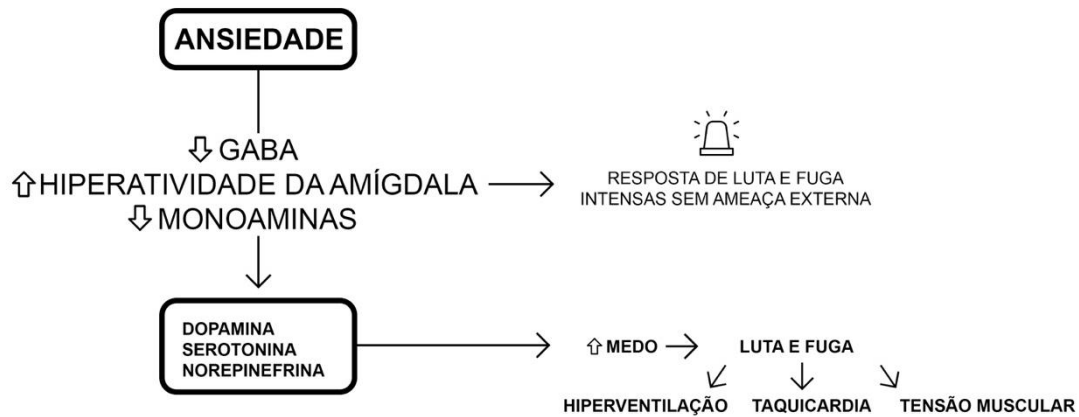 ANSIEDADE
GABA
HIPERATIVIDADE DA AMÍGDALA
MONOAMINAS
RESPOSTA DE LUTA E FUGA
INTENSAS SEM AMEAÇA EXTERNA
DOPAMINA
SEROTONINA
NOREPINEFRINA
MEDO
LUTA E FUGA
HIPERVENTILAÇÃO
TAQUICARDIA
TENSÃO MUSCULAR